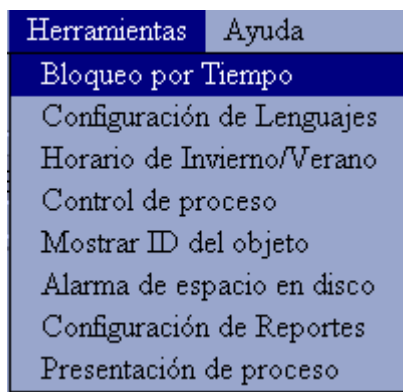 Herramientas Ayuda
Bloqueo por Tiempo
Configuración de Lenguajes
Horario de Invierno/Verano
Control de proceso
Mostrar ID del objeto
Alarma de espacio en disco
Configuración de Reportes
Presentación de proceso